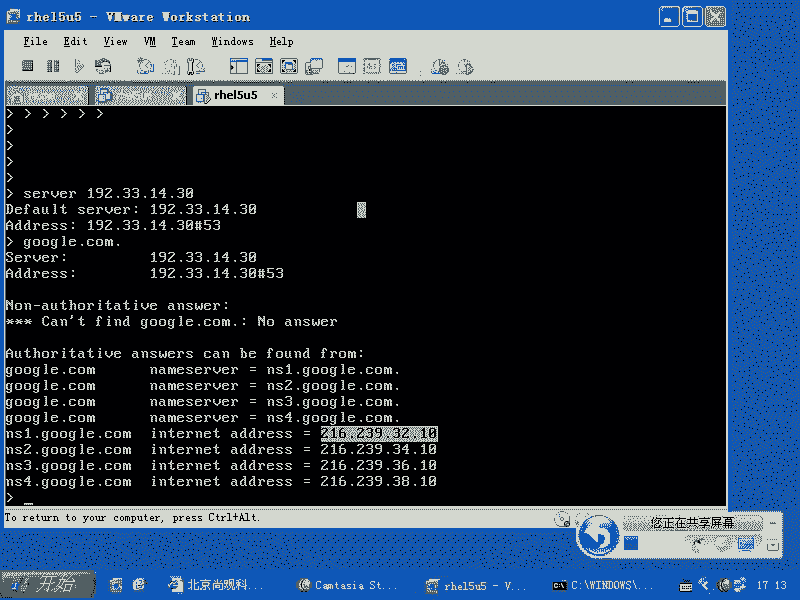 rhel5u5 - VMware Workstation
File Edit View VM Team Windows Help
rhel5u5
> > > > > >
>
>
>
>
> server 192.33.14.30
Default server: 192.33.14.30
Address: 192.33.14.30#53
> google.com.
Server: 192.33.14.30
Address: 192.33.14.30#53
Non-authoritative answer:
*** Can't find google.com.: No answer
Authoritative answers can be found from:
google.com nameserver = ns1.google.com.
google.com nameserver = ns2.google.com.
google.com nameserver = ns3.google.com.
google.com nameserver = ns4.google.com.
ns1.google.com internet address = 216.239.32.10
ns2.google.com internet address = 216.239.34.10
ns3.google.com internet address = 216.239.36.10
ns4.google.com internet address = 216.239.38.10
> _
To return to your computer, press Ctrl+Alt.
您正在共享屏幕
开始 北京尚观科... Camtasia St... rhel5u5 - V... C:\WINDOWS\... 17 13